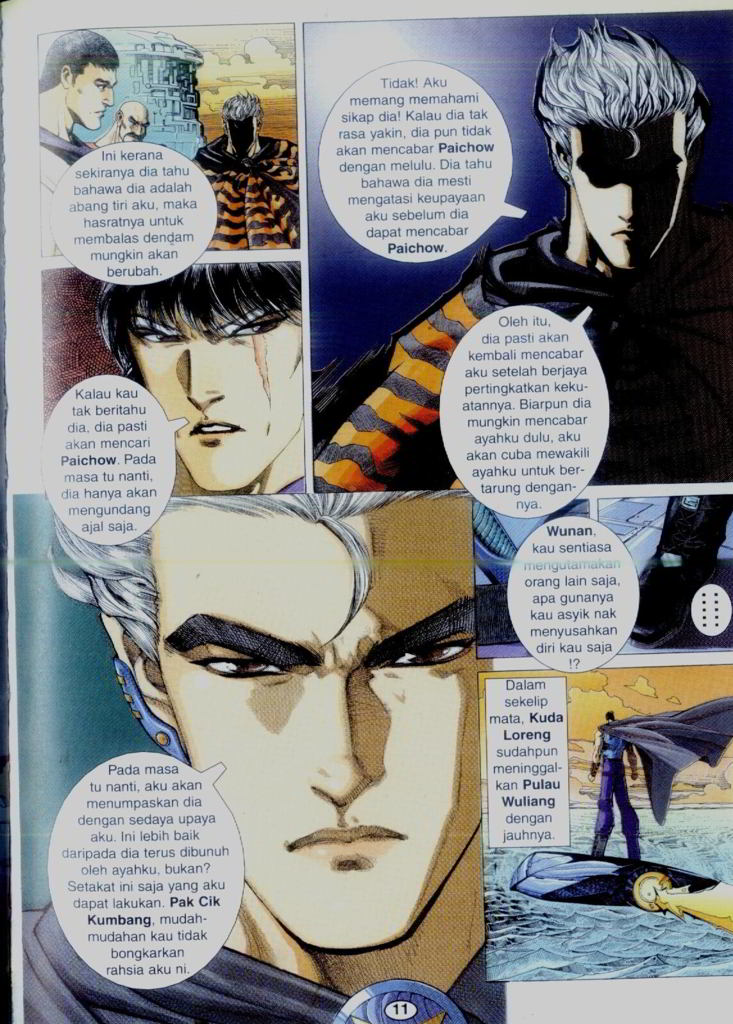 Ini kerana
sekiranya dia tahu
bahawa dia adalah
abang tiri aku, maka
hasratnya untuk
membalas dendam
mungkin akan
berubah.
Tidak! Aku
memang memahami
sikap dia! Kalau dia tak
rasa yakin, dia pun tidak
akan mencabar Paichow
dengan melulu. Dia tahu
bahawa dia mesti
mengatasi keupayaan
aku sebelum dia
dapat mencabar
Paichow.
Oleh itu,
dia pasti akan
kembali mencabar
aku setelah berjaya
pertingkatkan keku-
atannya. Biarpun dia
mungkin mencabar
ayahku dulu, aku
akan cuba mewakili
ayahku untuk ber-
tarung dengan-
nya.
Kalau kau
tak beritahu
dia, dia pasti
akan mencari
Paichow. Pada
masa tu nanti,
dia hanya akan
mengundang
ajal saja.
Wunan,
kau sentiasa
mengutamakan
orang lain saja,
apa gunanya
kau asyik nak
menyusahkan
diri kau saja
!?
Pada masa
tu nanti, aku akan
menumpaskan dia
dengan sedaya upaya
aku. Ini lebih baik
daripada dia terus dibunuh
oleh ayahku, bukan?
Setakat ini saja yang aku
dapat lakukan. Pak Cik
Kumbang, mudah-
mudahan kau tidak
bongkarkan
rahsia aku ni.
Dalam
sekelip
mata, Kuda
Loreng
sudahpun
meninggal-
kan Pulau
Wuliang
dengan
jauhnya.
11